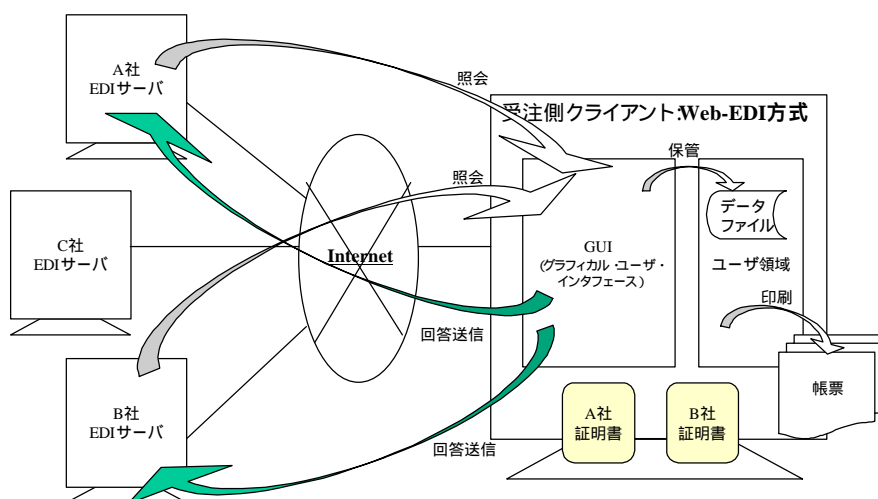 A社
EDIサーバ
照会
受注側クライアント:Web-EDI方式
保管
照会
データ
ファイル
C社
EDIサーバ
Internet
GUI
(グラフィカル・ユーザ・
インタフェース)
ユーザ領域
印刷
回答送信
帳票
B社
EDIサーバ
A社
証明書
B社
証明書
回答送信